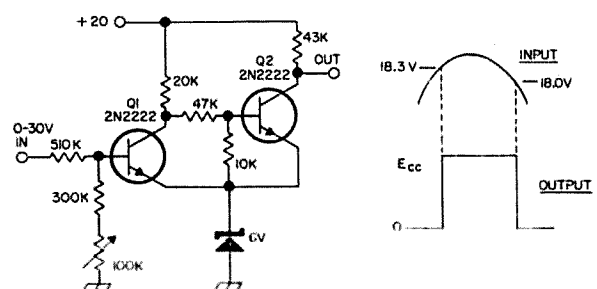 +20
43K
Q2
2N2222
OUT
20K
Q1
2N2222
47K
0-30V
IN
510K
10K
300K
100K
6V
INPUT
18.3V
18.0V
Ecc
OUTPUT
0